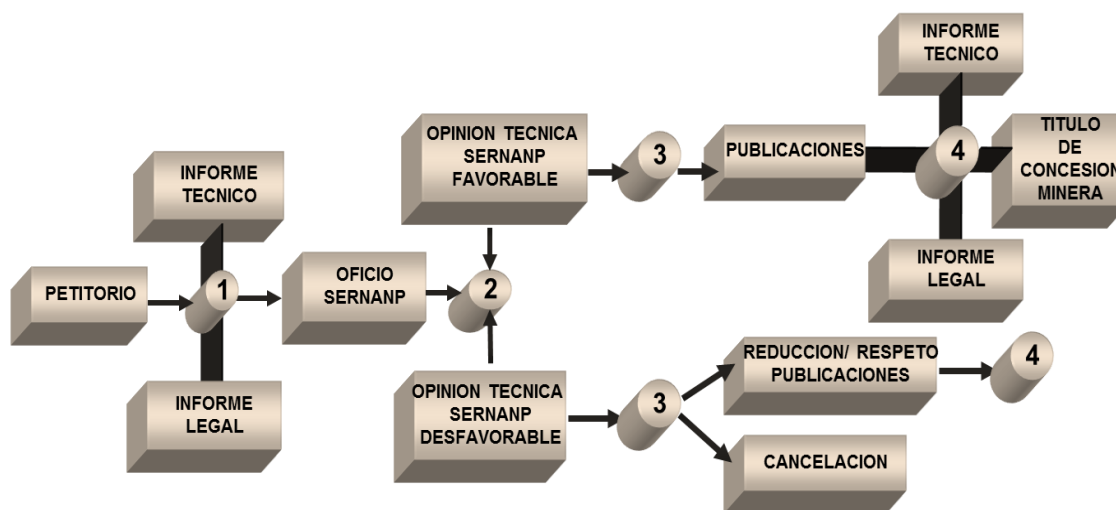 PETITORIO
INFORME
TECNICO
1
INFORME
LEGAL
OFICIO
SERNANP
2
OPINION TECNICA
SERNANP
FAVORABLE
3
PUBLICACIONES
INFORME
TECNICO
4
INFORME
LEGAL
TITULO
DE
CONCESION
MINERA
OPINION TECNICA
SERNANP
DESFAVORABLE
3
REDUCCION/ RESPETO
PUBLICACIONES
4
CANCELACION